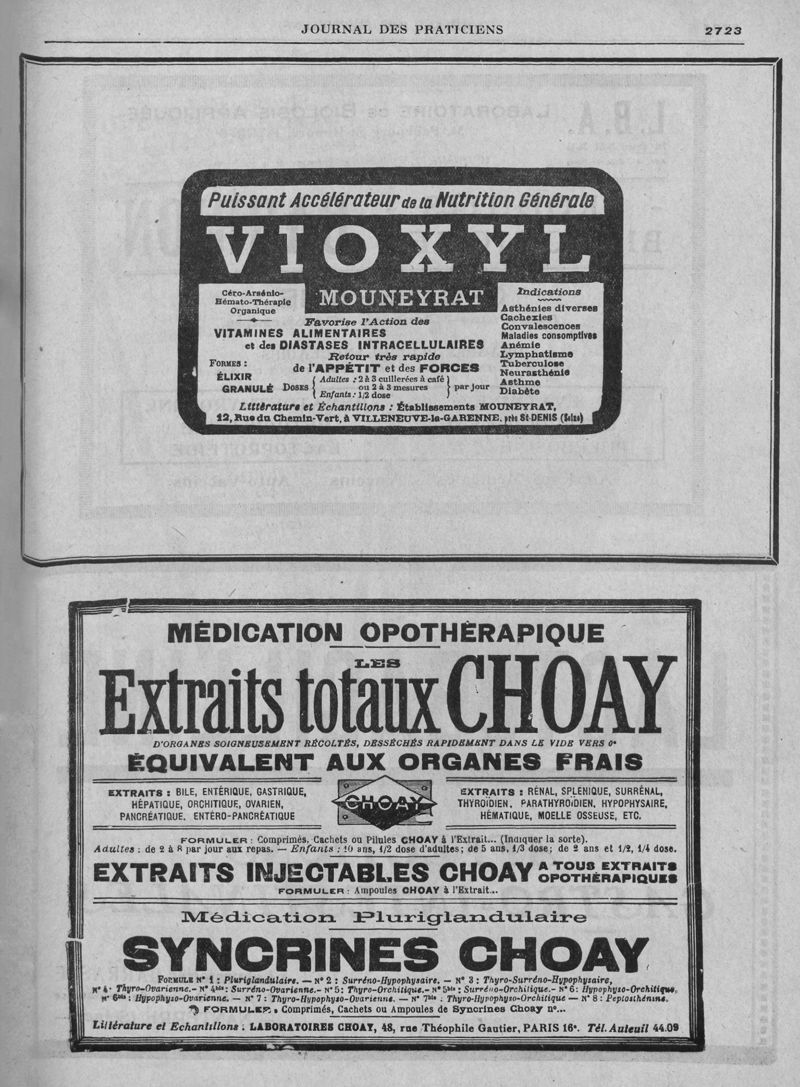 JOURNAL DES PRATICIENS
2723
Puissant Accélérateur de la Nutrition Générale
VIOXYL
MOUNEYRAT
Céro-Arsénio-
Hémato-Thérapie
Organique
Favorise l'Action des
VITAMINES ALIMENTAIRES
et des DIASTASES INTRACELLULAIRES
Retour très rapide
de l'APPÉTIT et des FORCES
FORMES :
ÉLIXIR
GRANULÉ
DOSES
Adultes : 2 à 3 cuillerées à café
ou 2 à 3 mesures
Enfants : 1/2 dose
par jour
Indications
Asthénies diverses
Cachexies
Convalescences
Maladies consomptives
Anémie
Lymphatisme
Tuberculose
Neurasthénie
Asthme
Diabète
Littérature et Échantillons : Établissements MOUNEYRAT,
12, Rue du Chemin-Vert, à VILLENEUVE-la-GARENNE, près St-DENIS (Seine)
MÉDICATION OPOTHÉRAPIQUE
LES
Extraits totaux CHOAY
D'ORGANES SOIGNEUSEMENT RÉCOLTÉS, DESSÉCHÉS RAPIDEMENT DANS LE VIDE VERS 0°
ÉQUIVALENT AUX ORGANES FRAIS
EXTRAITS : BILE, ENTÉRIQUE, GASTRIQUE,
HÉPATIQUE, ORCHITIQUE, OVARIEN,
PANCRÉATIQUE, ENTÉRO-PANCRÉATIQUE
CHOAY
EXTRAITS : RÉNAL, SPLÉNIQUE, SURRÉNAL,
THYROÏDIEN, PARATHYROÏDIEN, HYPOPHYSAIRE,
HÉMATIQUE, MOELLE OSSEUSE, ETC.
FORMULER : Comprimés, Cachets ou Pilules CHOAY à l'Extrait... (Indiquer la sorte).
Adultes : de 2 à 8 par jour aux repas. — Enfants : 10 ans, 1/2 dose d'adultes; de 5 ans, 1/3 dose; de 2 ans et 1/2, 1/4 dose.
EXTRAITS INJECTABLES CHOAY A TOUS EXTRAITS
OPOTHÉRAPIQUES
FORMULER : Ampoules CHOAY à l'Extrait...
Médication Pluriglandulaire
SYNCRINES CHOAY
FORMULE N° 1 : Pluriglandulaire. — N° 2 : Surréno-Hypophysaire. — N° 3 : Thyro-Surréno-Hypophysaire,
N° 4 : Thyro-Ovarienne.- N° 4bis : Surréno-Ovarienne.- N° 5 : Thyro-Orchitique.- N° 5bis : Surréno-Orchitique.- N° 6 : Hypophyso-Orchitique,
N° 6bis : Hypophyso-Ovarienne. — N° 7 : Thyro-Hypophyso-Ovarienne. — N° 7bis : Thyro-Hypophyso-Orchitique — N° 8 : Peptosthénine.
FORMULER : Comprimés, Cachets ou Ampoules de Syncrines Choay n°...
Littérature et Echantillons : LABORATOIRES CHOAY, 48, rue Théophile Gautier, PARIS 16e. Tél. Auteuil 44.09